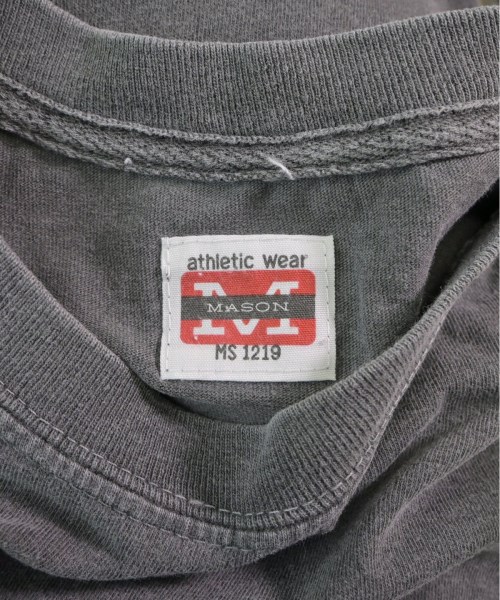 athletic wear
M
MASON
MS 1219